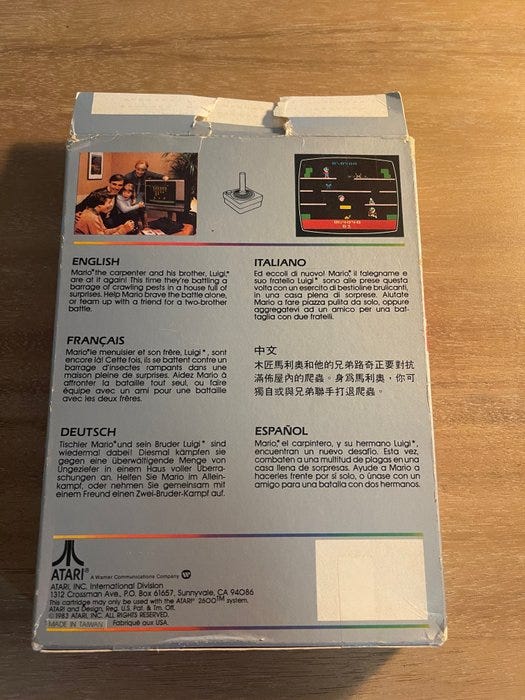 ENGLISH
Mario,® the carpenter and his brother, Luigi,®
are at it again! This time they're battling a
barrage of crawling pests in a house full of
surprises. Help Mario brave the battle alone,
or team up with a friend for a two-brother
battle.
FRANÇAIS
Mario® le menuisier et son frère, Luigi®, sont
encore là! Cette fois, ils se battent contre un
barrage d'insectes rampants dans une
maison pleine de surprises. Aidez Mario à
affronter la bataille tout seul, ou faire
équipe avec un ami pour une bataille
avec les deux frères.
DEUTSCH
Tischler Mario® und sein Bruder Luigi® sind
wiedermal dabei! Diesmal kämpfen sie
gegen eine überwältigende Menge von
Ungeziefer in einem Haus voller Überra-
schungen an. Helfen Sie Mario im Allein-
kampf, oder nehmen Sie gemeinsam mit
einem Freund einen Zwei-Bruder-Kampf auf.
ITALIANO
Ed eccoli di nuovo! Mario,® il falegname e
suo fratello Luigi® sono alle prese questa
volta con un esercito di bestioline brulicanti,
in una casa plena di sorprese. Aiutate
Mario a fare piazza pulita da solo, oppure
aggregatevi ad un amico per una bat-
taglia con due fratelli.
中文
木匠馬利奥和他的兄弟路奇正要對抗
滿佈屋內的爬蟲。身爲馬利奥,你可
獨自或與兄弟聯手打退爬蟲。
ESPAÑOL
Mario,® el carpintero, y su hermano Luigi®,
encuentran un nuevo desafío. Esta vez,
combaten a una multitud de plagas en una
casa llena de sorpresas. Ayude a Mario a
hacerles frente por sí solo, o únase con un
amigo para una batalla con dos hermanos.
ATARI® A Warner Communications Company
ATARI, INC. International Division
1312 Crossman Ave., P.O. Box 61657, Sunnyvale, CA 94086
This cartridge may only be used with the ATARI® 2600™ system.
ATARI and Design, Reg. U.S. Pat. & Tm. Off.
© 1983 ATARI, INC. ALL RIGHTS RESERVED.
MADE IN TAIWAN Fabriqué aux USA